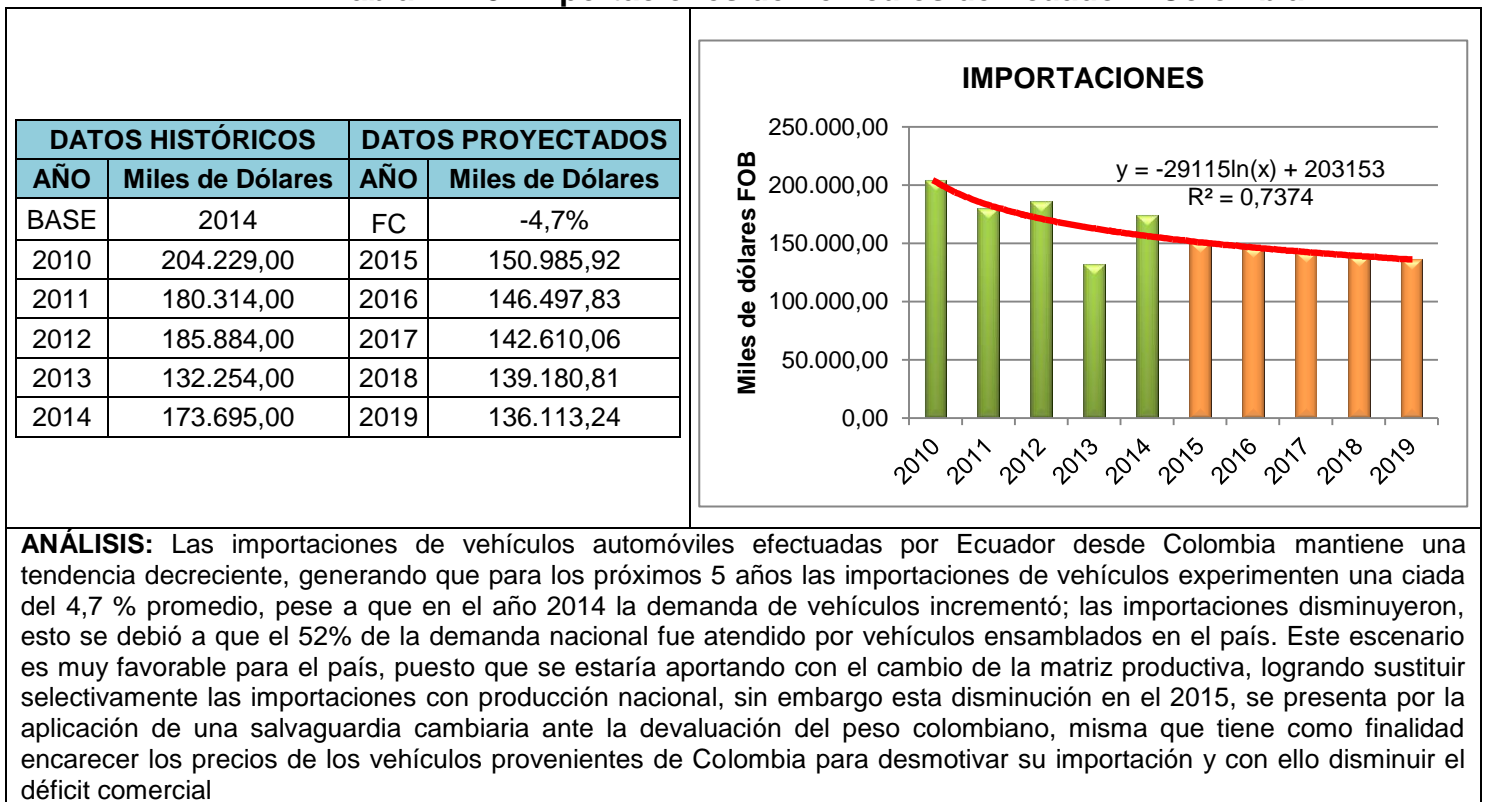 DATOS HISTÓRICOS DATOS PROYECTADOS
AÑO Miles de Dólares AÑO Miles de Dólares
BASE 2014 FC -4,7%
2010 204.229,00 2015 150.985,92
2011 180.314,00 2016 146.497,83
2012 185.884,00 2017 142.610,06
2013 132.254,00 2018 139.180,81
2014 173.695,00 2019 136.113,24
IMPORTACIONES
Miles de dólares FOB
250.000,00
200.000,00
150.000,00
100.000,00
50.000,00
0,00
y = -29115ln(x) + 203153
R² = 0,7374
2010 2011 2012 2013 2014 2015 2016 2017 2018 2019
ANÁLISIS: Las importaciones de vehículos automóviles efectuadas por Ecuador desde Colombia mantiene una
tendencia decreciente, generando que para los próximos 5 años las importaciones de vehículos experimenten una ciada
del 4,7 % promedio, pese a que en el año 2014 la demanda de vehículos incrementó; las importaciones disminuyeron,
esto se debió a que el 52% de la demanda nacional fue atendido por vehículos ensamblados en el país. Este escenario
es muy favorable para el país, puesto que se estaría aportando con el cambio de la matriz productiva, logrando sustituir
selectivamente las importaciones con producción nacional, sin embargo esta disminución en el 2015, se presenta por la
aplicación de una salvaguardia cambiaria ante la devaluación del peso colombiano, misma que tiene como finalidad
encarecer los precios de los vehículos provenientes de Colombia para desmotivar su importación y con ello disminuir el
déficit comercial